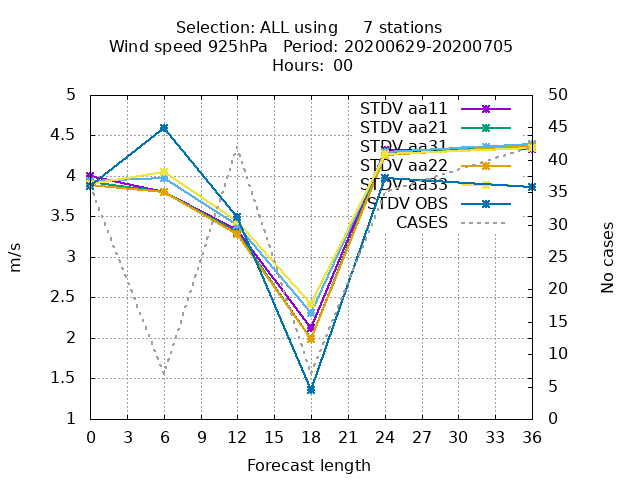 Selection: ALL using 7 stations
Wind speed 925hPa Period: 20200629-20200705
Hours: 00
5
4.5
4
3.5
3
2.5
2
1.5
1
50
45
40
35
30
25
20
15
10
5
0
m/s
No cases
STDV aa11
STDV aa21
STDV aa31
STDV aa22
STDV aa33
STDV OBS
CASES
0 3 6 9 12 15 18 21 24 27 30 33 36
Forecast length